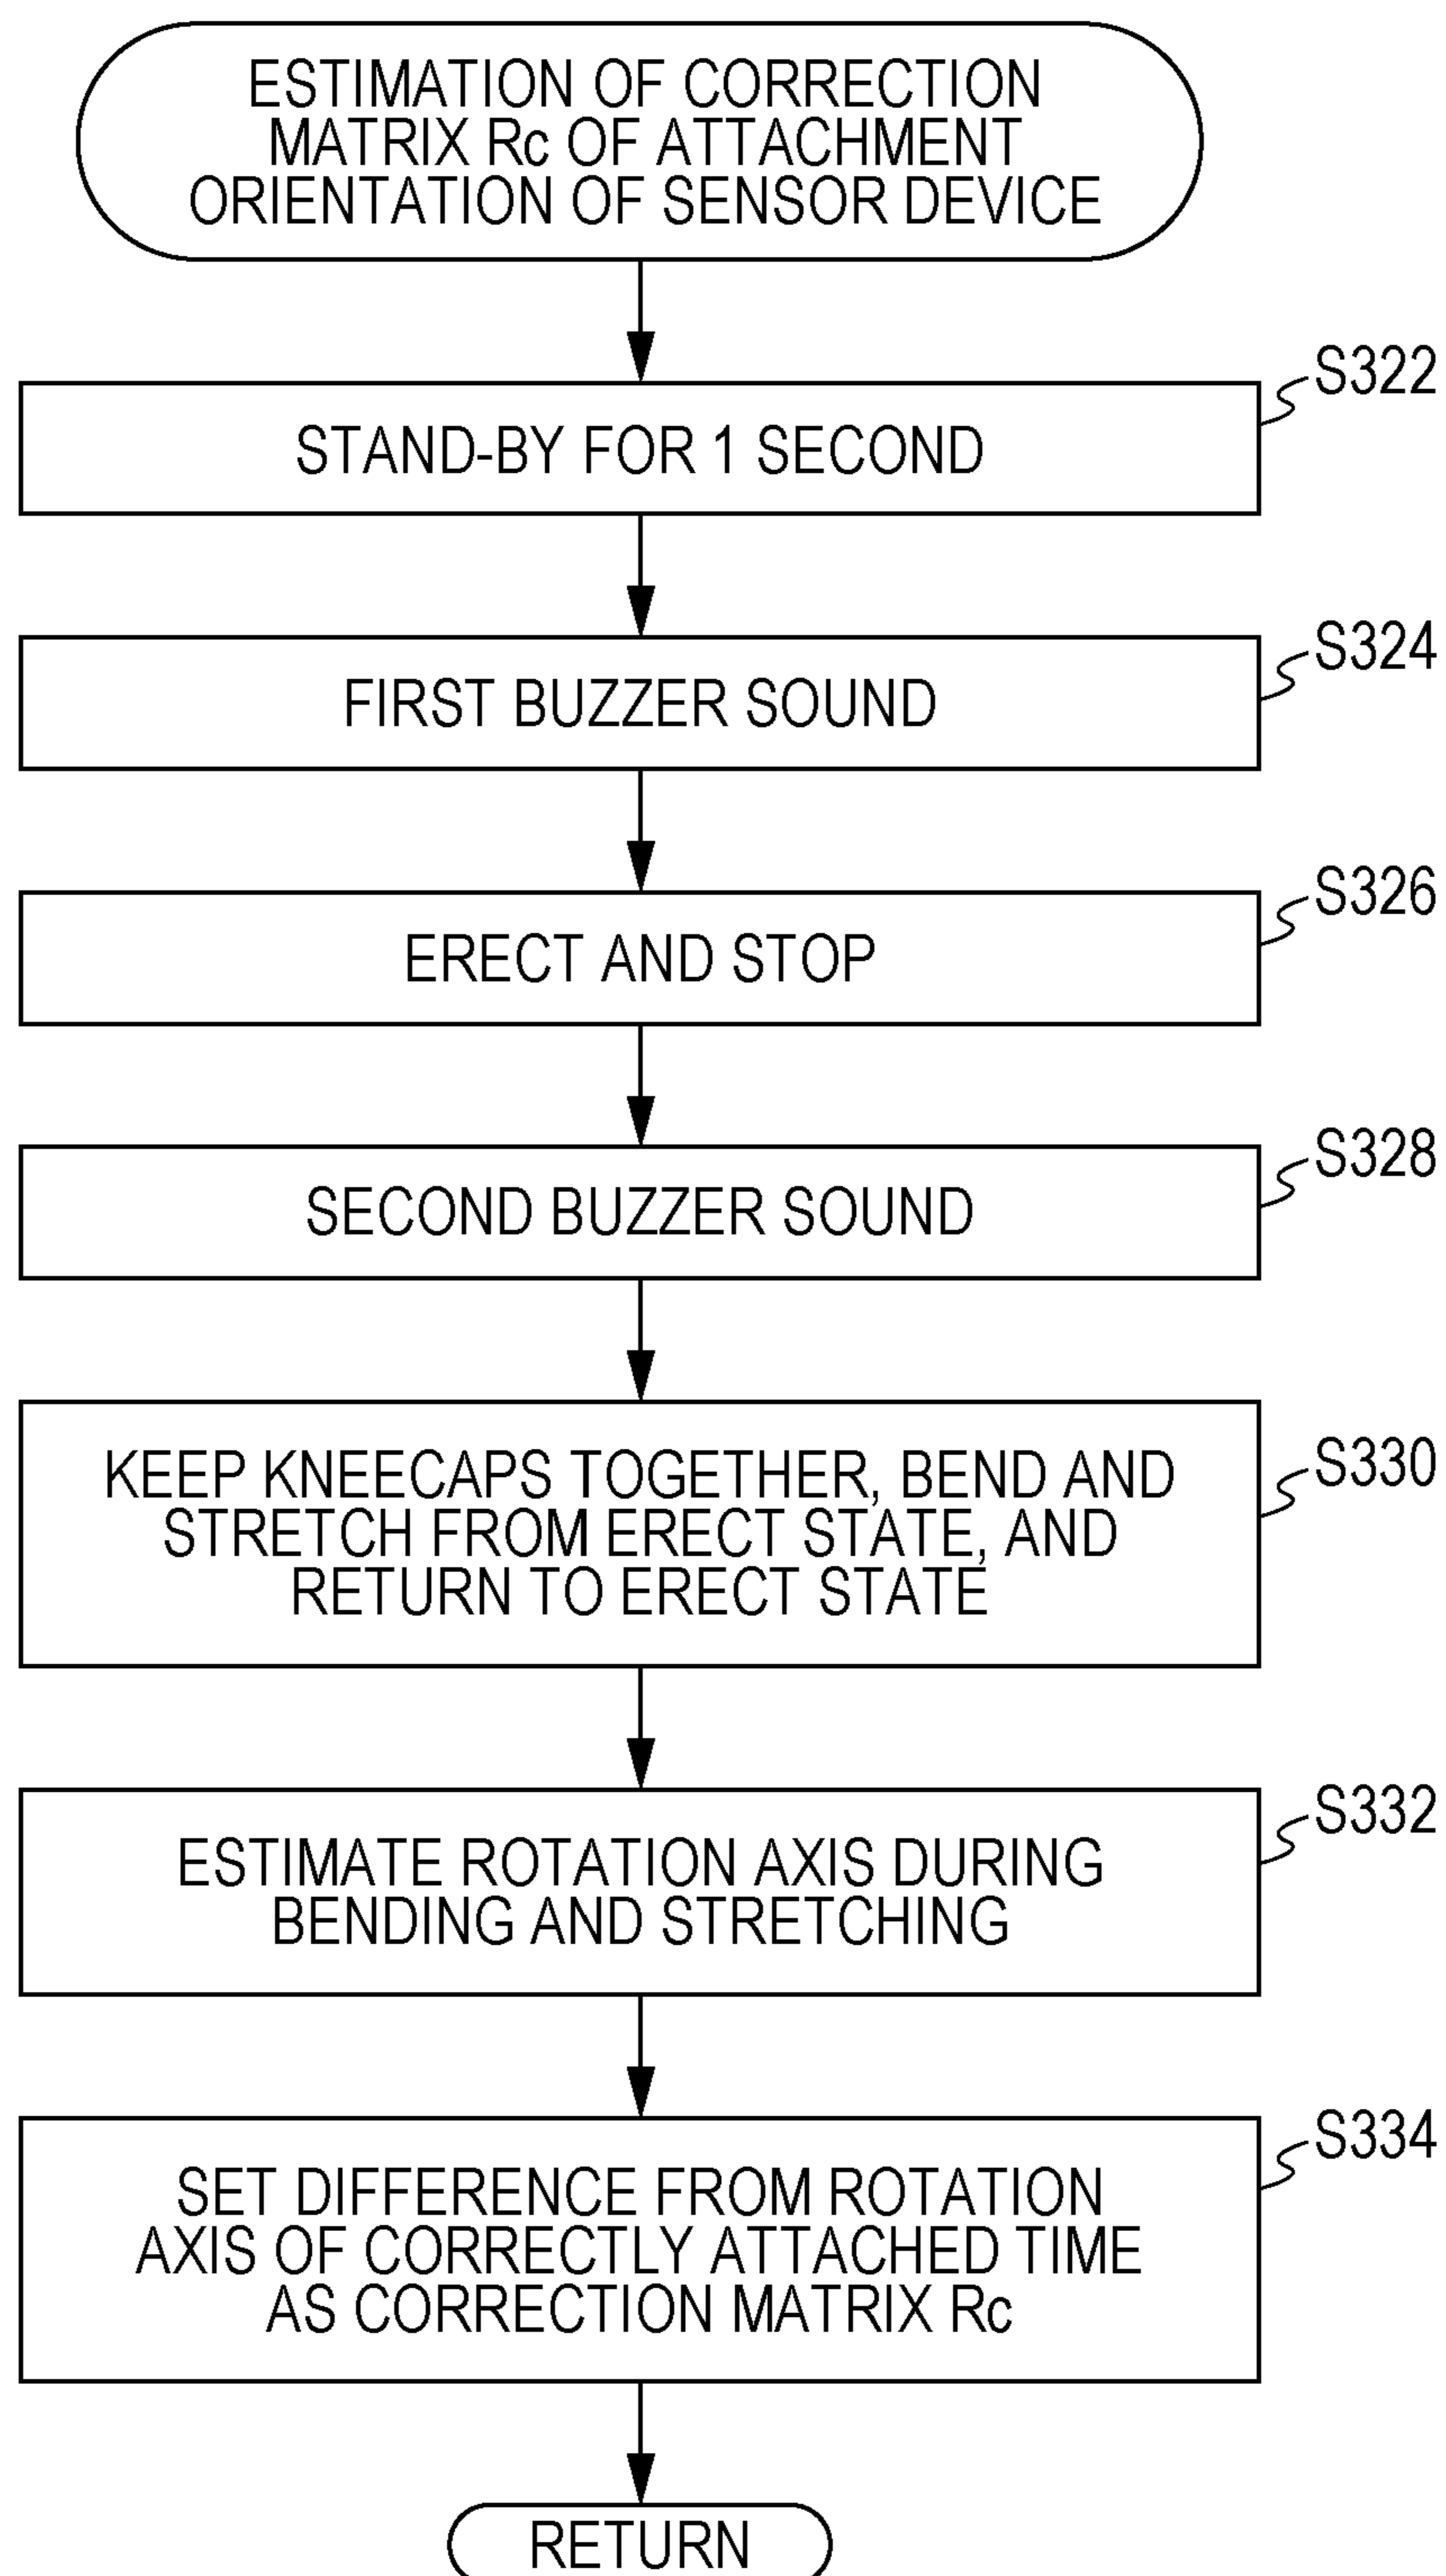 ESTIMATION OF CORRECTION
MATRIX Rc OF ATTACHMENT
ORIENTATION OF SENSOR DEVICE
S322
STAND-BY FOR 1 SECOND
S324
FIRST BUZZER SOUND
S326
ERECT AND STOP
S328
SECOND BUZZER SOUND
S330
KEEP KNEECAPS TOGETHER, BEND AND
STRETCH FROM ERECT STATE, AND
RETURN TO ERECT STATE
S332
ESTIMATE ROTATION AXIS DURING
BENDING AND STRETCHING
S334
SET DIFFERENCE FROM ROTATION
AXIS OF CORRECTLY ATTACHED TIME
AS CORRECTION MATRIX Rc
RETURN